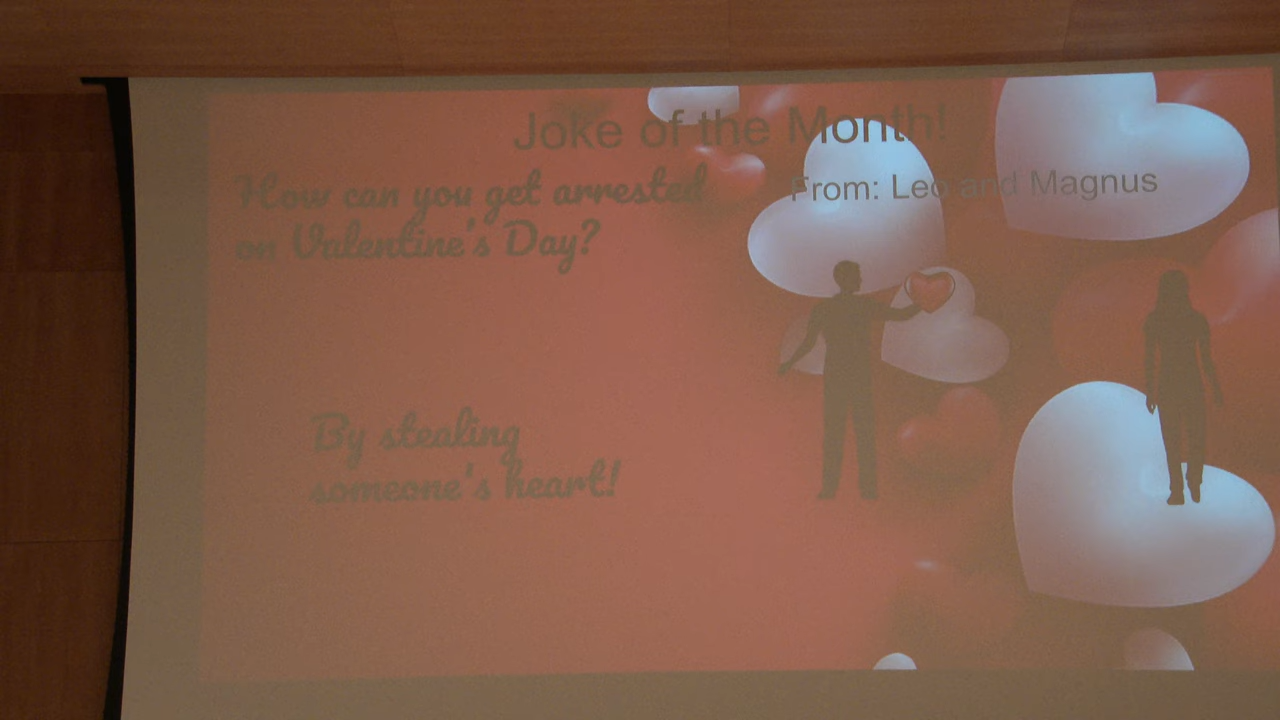 Joke of the Month!
From: Leo and Magnus
How can you get arrested
on Valentine's Day?
By stealing
someone's heart!